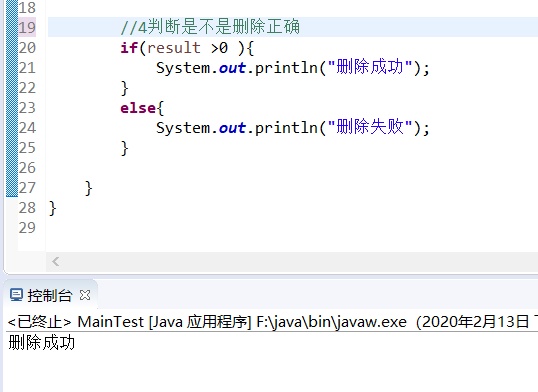 18
19 //4判断是不是删除正确
20 if(result >0 ){
21 System.out.println("删除成功");
22 }
23 else{
24 System.out.println("删除失败");
25 }
26
27 }
28 }
29
控制台
<已终止> MainTest [Java 应用程序] F:\java\bin\javaw.exe（2020年2月13日
删除成功